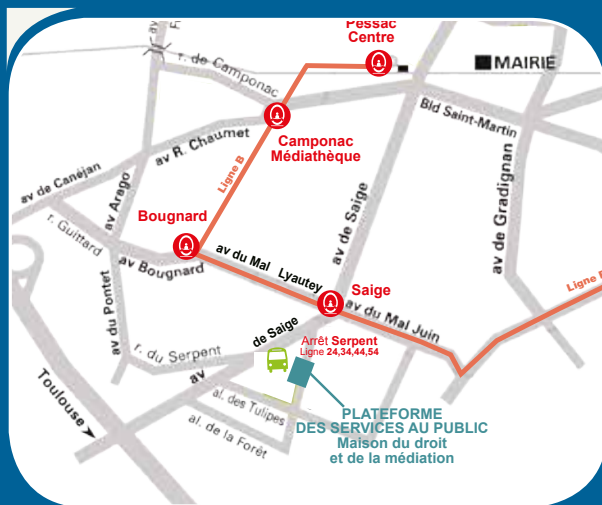 Pessac
Centre
MAIRIE
r. de Camponac
Bld Saint-Martin
Camponac
Médiathèque
av R. Chaumet
Ligne B
av de Canéjan
av Arago
av de Saige
av de Gradignan
r. Guittard
Bougnard
av Bougnard
av du Mal Lyautey
Saige
av du Mal Juin
av du Pontet
de Saige
Arrêt Serpent
Ligne 24,34,44,54
r. du Serpent
av
Toulouse
al. des Tulipes
al. de la Forêt
PLATEFORME
DES SERVICES AU PUBLIC
Maison du droit
et de la médiation